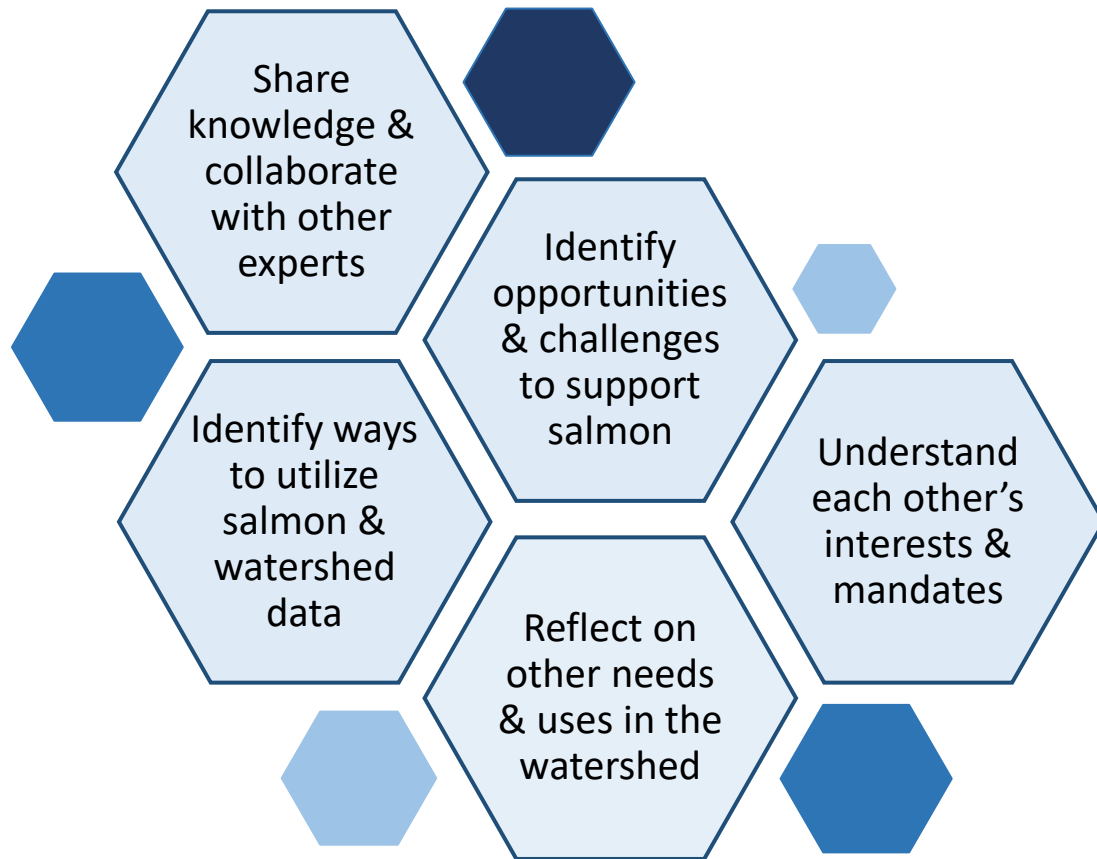 Share
knowledge &
collaborate
with other
experts
Identify
opportunities
& challenges
to support
salmon
Identify ways
to utilize
salmon &
watershed
data
Understand
each other’s
interests &
mandates
Reflect on
other needs
& uses in the
watershed